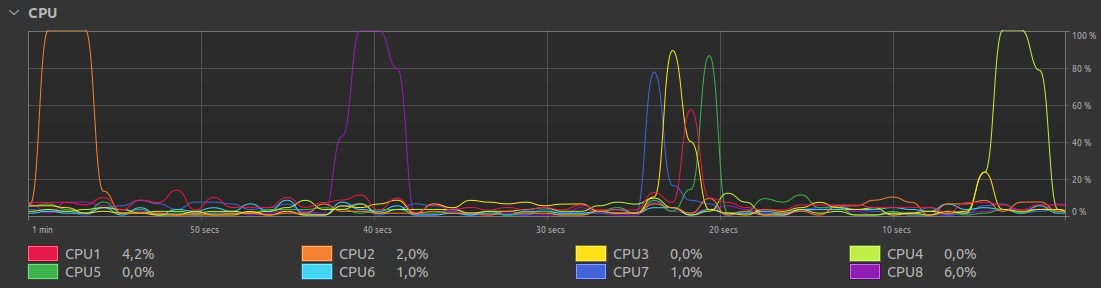 CPU
100 %
80 %
60 %
40 %
20 %
0 %
1 min 50 secs 40 secs 30 secs 20 secs 10 secs
CPU1 4,2% CPU2 2,0% CPU3 0,0% CPU4 0,0%
CPU5 0,0% CPU6 1,0% CPU7 1,0% CPU8 6,0%